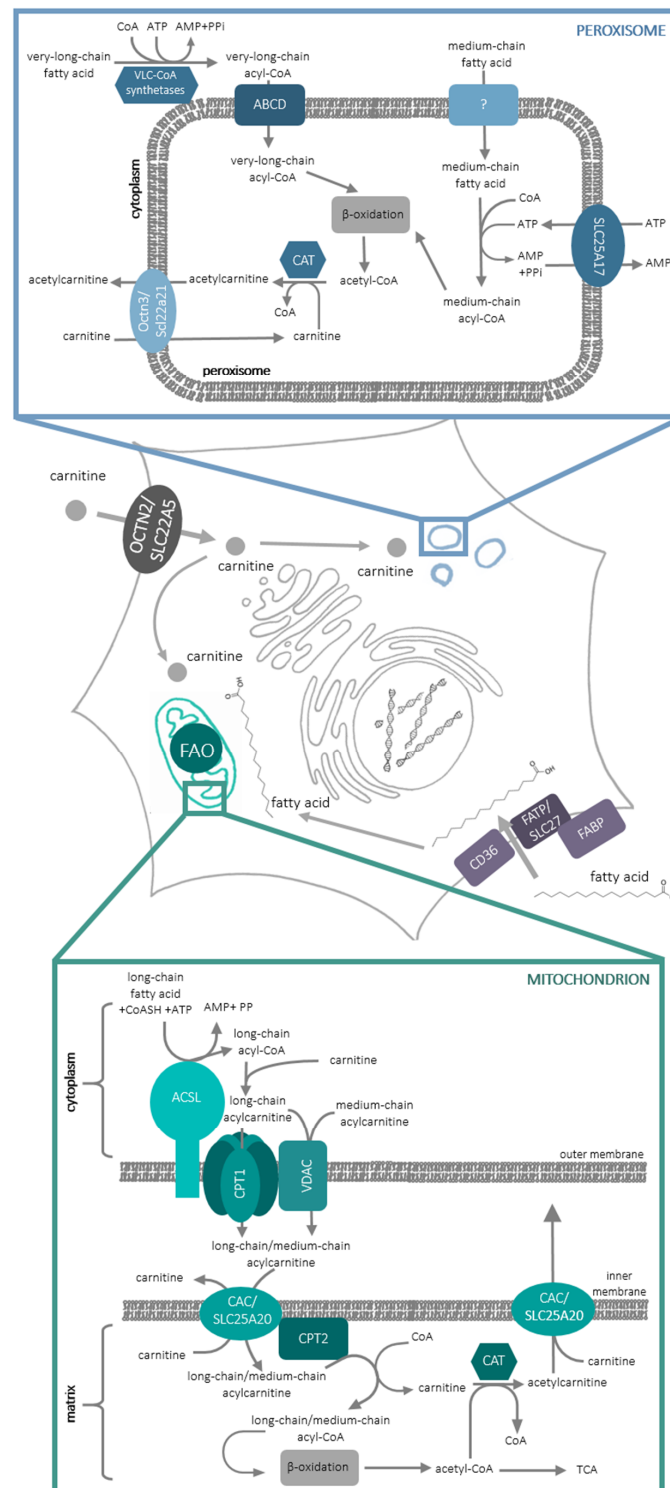 PEROXISOME
CoA ATP AMP+PPi
very-long-chain
fatty acid
VLC-CoA
synthetases
very-long-chain
acyl-CoA
medium-chain
fatty acid
ABCD
?
cytoplasm
very-long-chain
acyl-CoA
medium-chain
fatty acid
β-oxidation
CoA
ATP
ATP
SLC25A17
AMP
+PPi
AMP
CAT
acetylcarnitine
acetylcarnitine
acetyl-CoA
Octn3/
Scl22a21
CoA
medium-chain
acyl-CoA
carnitine
carnitine
peroxisome
carnitine
OCTN2/
SLC22A5
carnitine
carnitine
carnitine
HO
O
FAO
fatty acid
O
OH
CD36
FATP/
SLC27
FABP
fatty acid
O
MITOCHONDRION
long-chain
fatty acid
+CoASH +ATP
AMP+ PP
long-chain
acyl-CoA
carnitine
cytoplasm
ACSL
long-chain
acylcarnitine
medium-chain
acylcarnitine
outer membrane
CPT1
VDAC
long-chain/medium-chain
acylcarnitine
carnitine
inner
membrane
CAC/
SLC25A20
CAC/
SLC25A20
CPT2
CoA
carnitine
CAT
carnitine
long-chain/medium-chain
acylcarnitine
carnitine
acetylcarnitine
matrix
long-chain/medium-chain
acyl-CoA
CoA
β-oxidation
acetyl-CoA
TCA